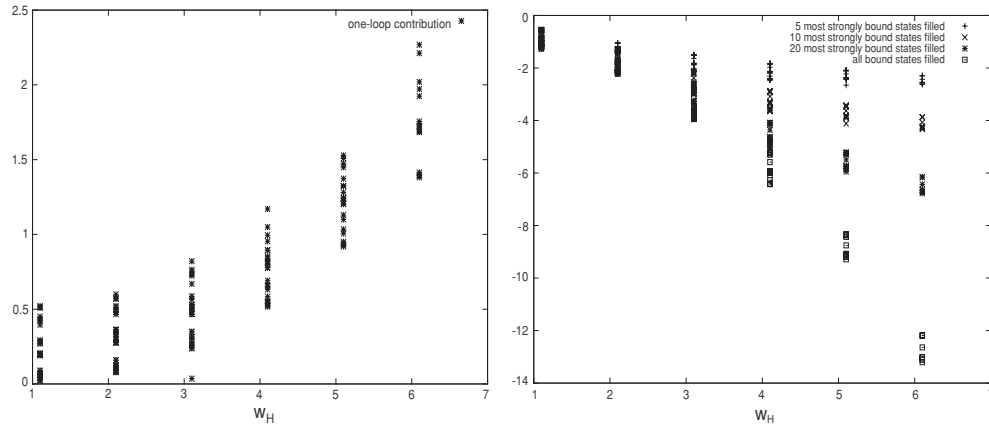 2.5
one-loop contribution
2
1.5
1
0.5
0
1 2 3 4 5 6 7
w_H
0
5 most strongly bound states filled
10 most strongly bound states filled
20 most strongly bound states filled
all bound states filled
-2
-4
-6
-8
-10
-12
-14
1 2 3 4 5 6 7
w_H